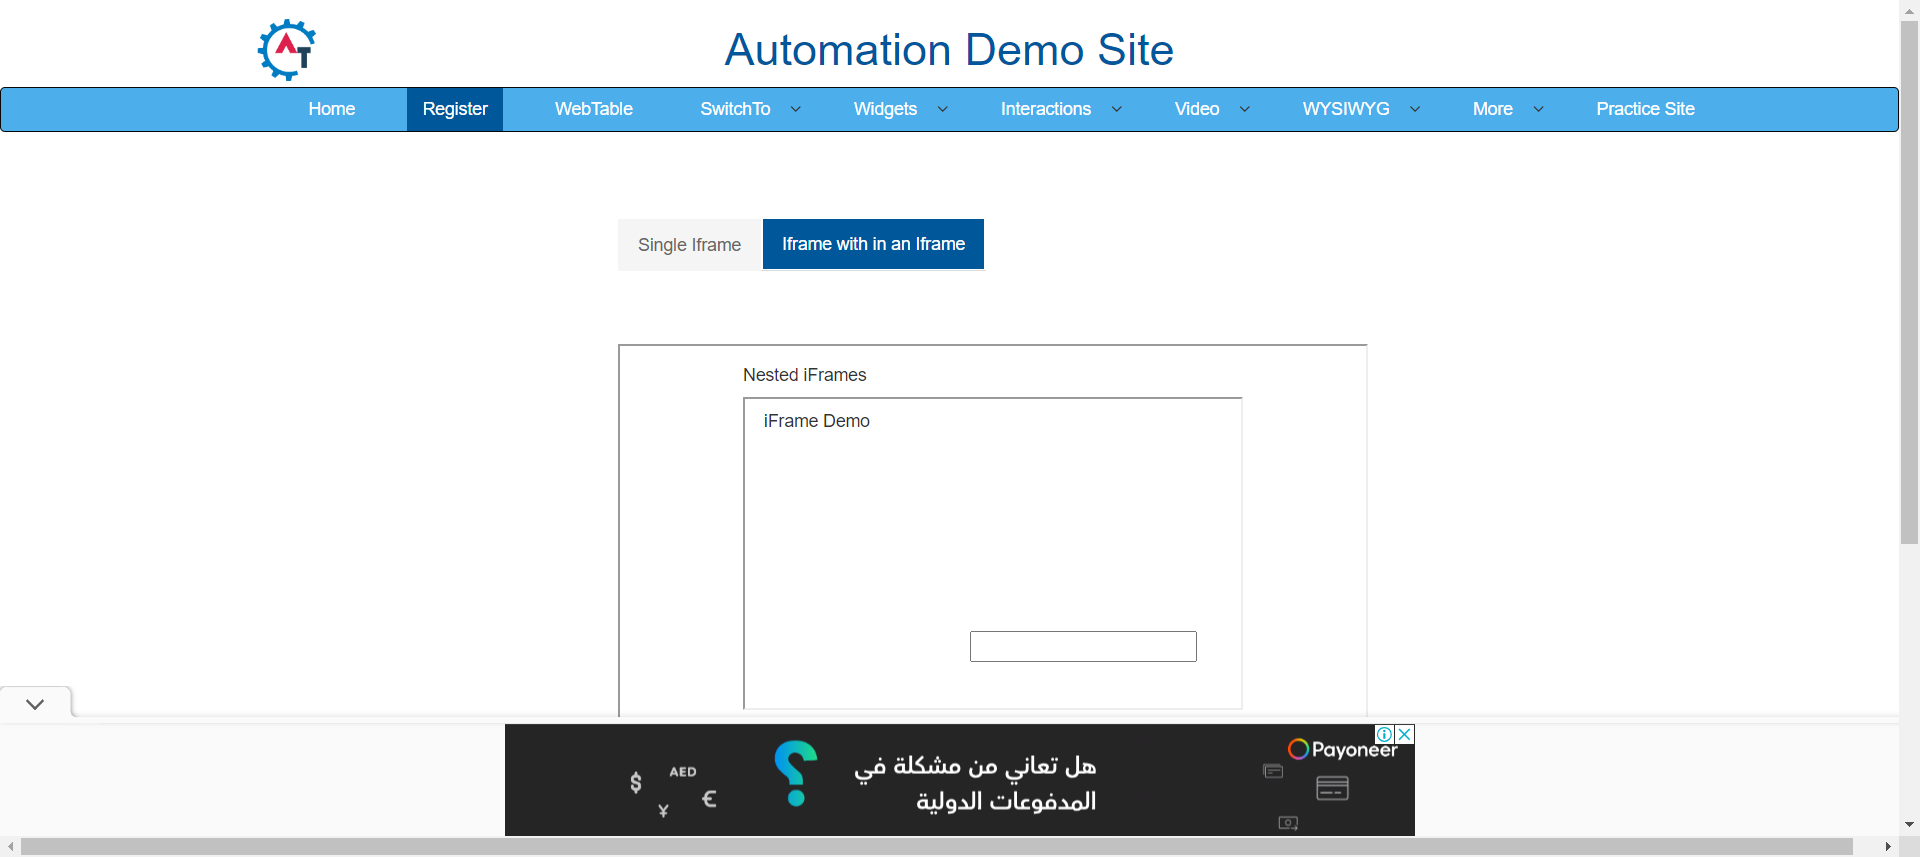 AT
Automation Demo Site
Home Register WebTable SwitchTo Widgets Interactions Video WYSIWYG More Practice Site
Single Iframe Iframe with in an Iframe
Nested iFrames
iFrame Demo
Payoneer
هل تعاني من مشكلة في
المدفوعات الدولية
$ AED ¥ €